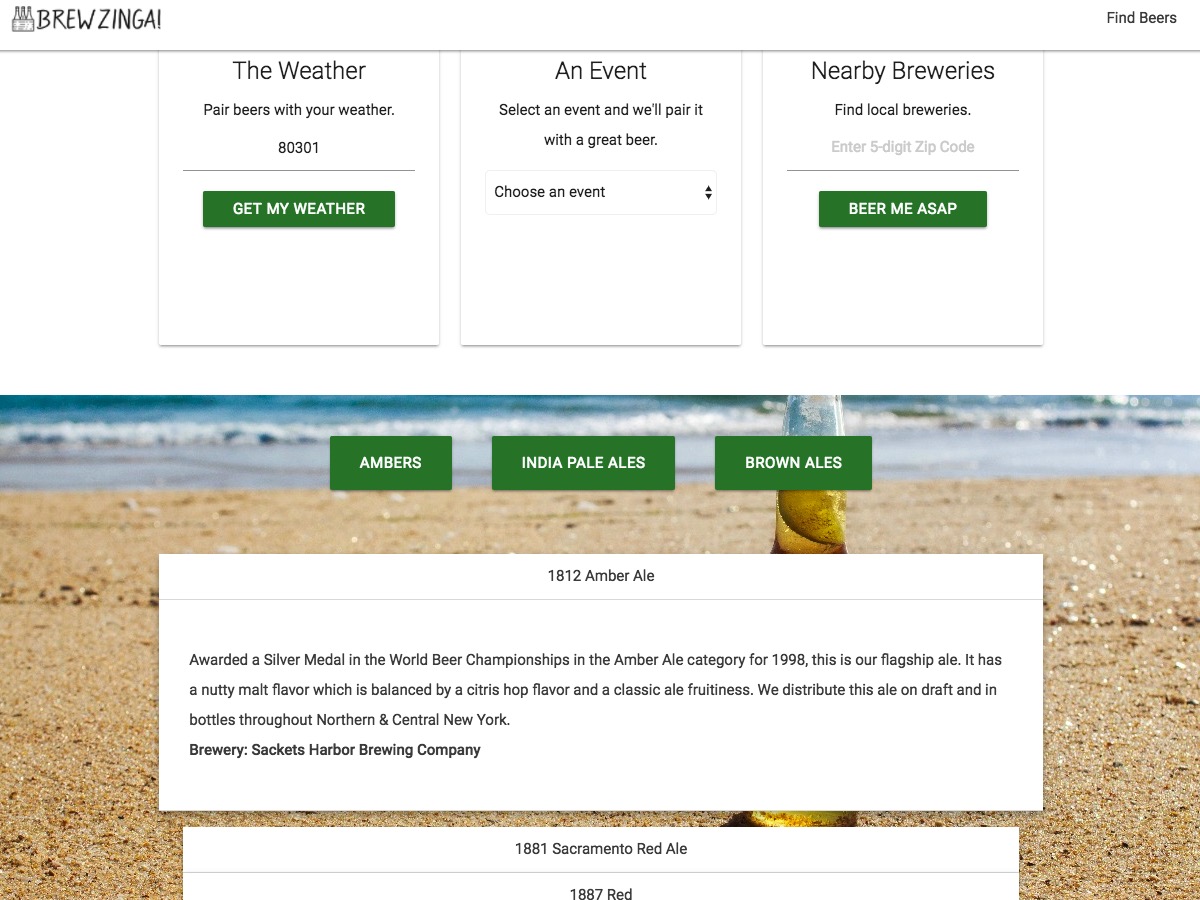 BREWZINGA!
Find Beers
The Weather
Pair beers with your weather.
80301
GET MY WEATHER
An Event
Select an event and we'll pair it
with a great beer.
Choose an event
Nearby Breweries
Find local breweries.
Enter 5-digit Zip Code
BEER ME ASAP
AMBERS
INDIA PALE ALES
BROWN ALES
1812 Amber Ale
Awarded a Silver Medal in the World Beer Championships in the Amber Ale category for 1998, this is our flagship ale. It has
a nutty malt flavor which is balanced by a citris hop flavor and a classic ale fruitiness. We distribute this ale on draft and in
bottles throughout Northern & Central New York.
Brewery: Sackets Harbor Brewing Company
1881 Sacramento Red Ale
1887 Red